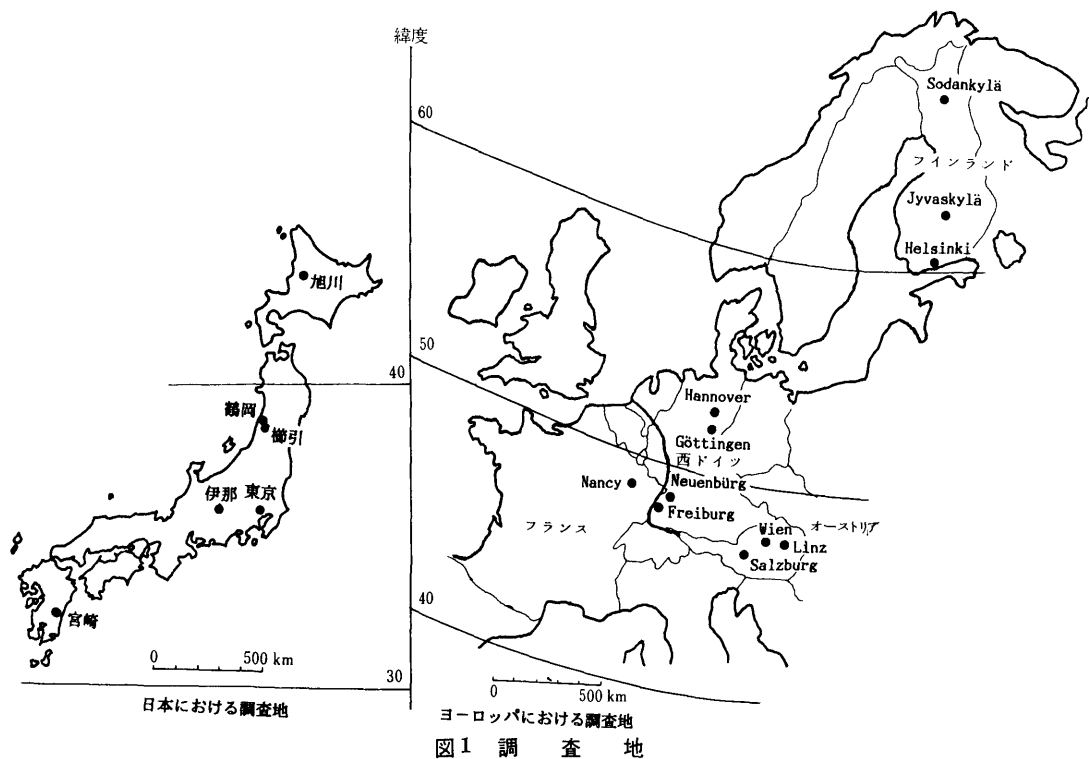 緯度
60
50
40
40
30
旭川
鶴岡
櫛引
伊那
東京
宮崎
0 500 km
日本における調査地
Sodankylä
フインランド
Jyvaskylä
Helsinki
Hannover
Göttingen
西ドイツ
Nancy
Neuenbürg
Freiburg
フランス
Wien
オーストリア
Linz
Salzburg
0 500 km
ヨーロッパにおける調査地
図1 調 査 地